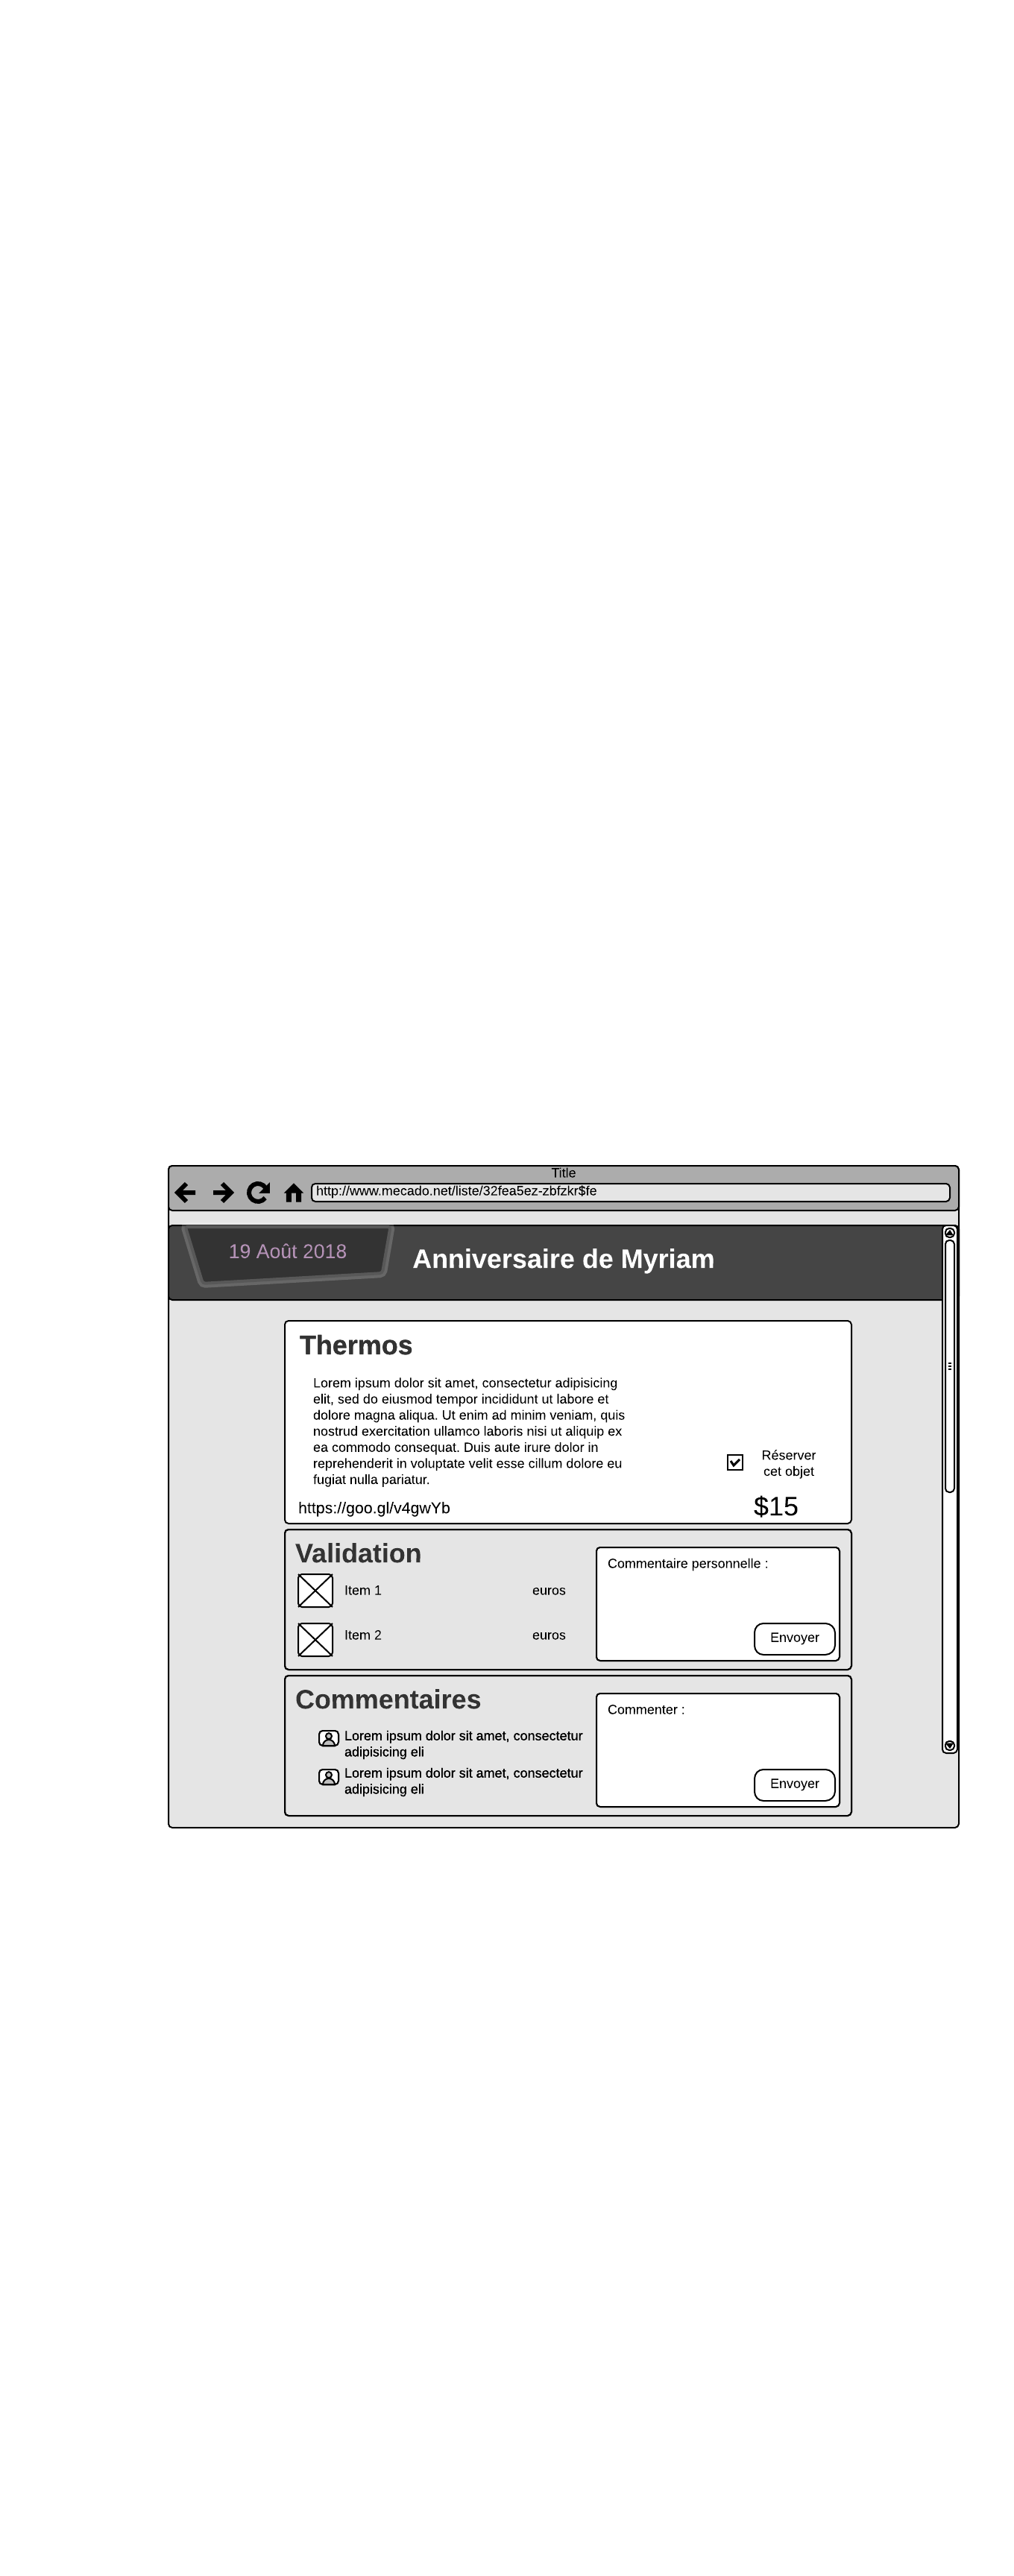 Title
http://www.mecado.net/liste/32fea5ez-zbfzkr$fe
19 Août 2018
Anniversaire de Myriam
Thermos
Lorem ipsum dolor sit amet, consectetur adipisicing
elit, sed do eiusmod tempor incididunt ut labore et
dolore magna aliqua. Ut enim ad minim veniam, quis
nostrud exercitation ullamco laboris nisi ut aliquip ex
ea commodo consequat. Duis aute irure dolor in
reprehenderit in voluptate velit esse cillum dolore eu
fugiat nulla pariatur.
Réserver
cet objet
https://goo.gl/v4gwYb
$15
Validation
Item 1
euros
Item 2
euros
Commentaire personnelle :
Envoyer
Commentaires
Lorem ipsum dolor sit amet, consectetur
adipisicing eli
Lorem ipsum dolor sit amet, consectetur
adipisicing eli
Commenter :
Envoyer